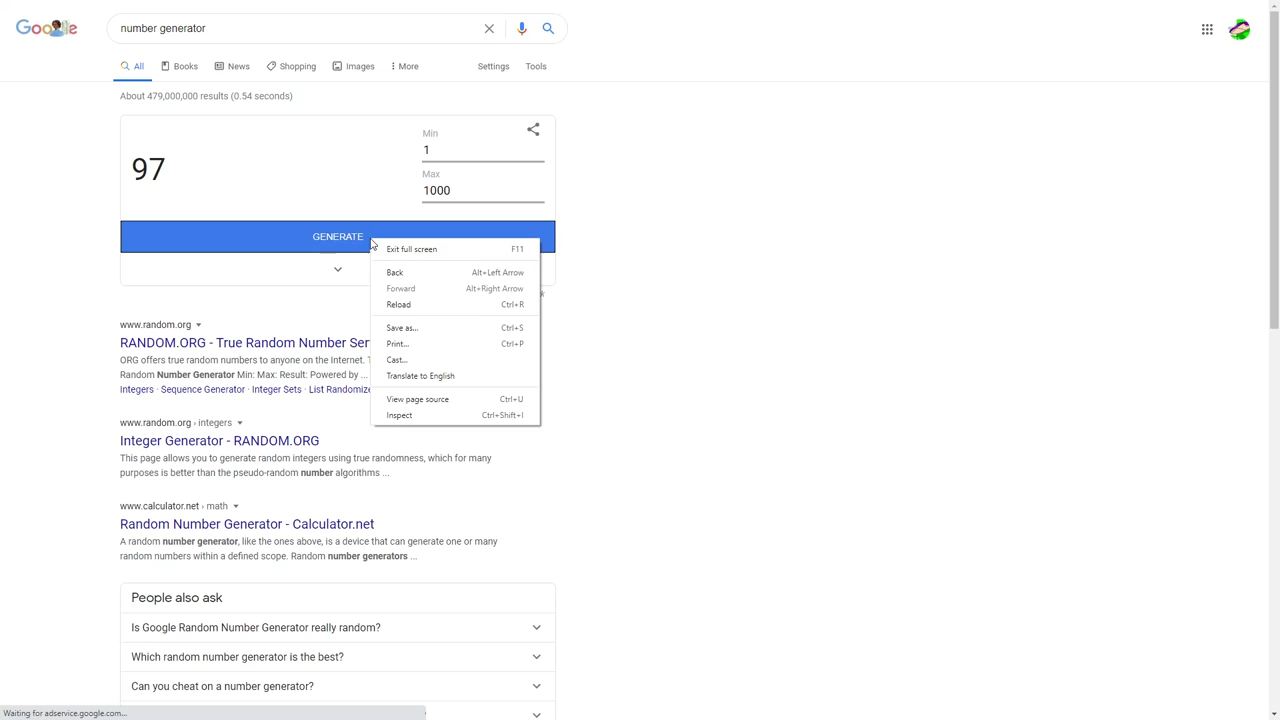 Google
number generator
All
Books
News
Shopping
Images
More
Settings
Tools
About 479,000,000 results (0.54 seconds)
97
Min
1
Max
1000
GENERATE
Exit full screen F11
Back Alt+Left Arrow
Forward Alt+Right Arrow
Reload Ctrl+R
Save as... Ctrl+S
Print... Ctrl+P
Cast...
Translate to English
View page source Ctrl+U
Inspect Ctrl+Shift+I
www.random.org
RANDOM.ORG - True Random Number Ser
ORG offers true random numbers to anyone on the Internet.
Random Number Generator Min: Max: Result: Powered by ...
Integers · Sequence Generator · Integer Sets · List Randomize
www.random.org › integers
Integer Generator - RANDOM.ORG
This page allows you to generate random integers using true randomness, which for many
purposes is better than the pseudo-random number algorithms ...
www.calculator.net › math
Random Number Generator - Calculator.net
A random number generator, like the ones above, is a device that can generate one or many
random numbers within a defined scope. Random number generators ...
People also ask
Is Google Random Number Generator really random?
Which random number generator is the best?
Can you cheat on a number generator?
Waiting for adservice.google.com...